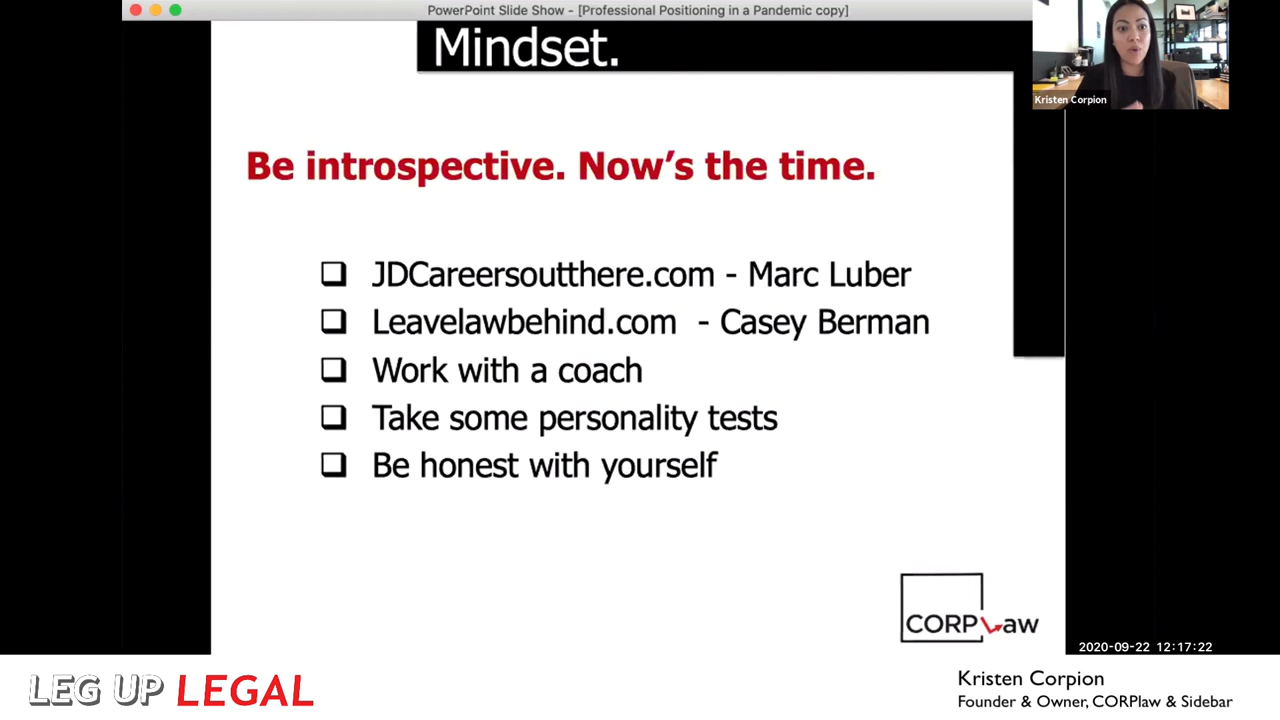 PowerPoint Slide Show - [Professional Positioning in a Pandemic copy]
Mindset.
Kristen Corpion
Be introspective. Now's the time.
JDCareersoutthere.com - Marc Luber
Leavelawbehind.com - Casey Berman
Work with a coach
Take some personality tests
Be honest with yourself
CORPLaw
2020-09-22 12:17:22
LEG UP LEGAL
Kristen Corpion
Founder & Owner, CORPlaw & Sidebar